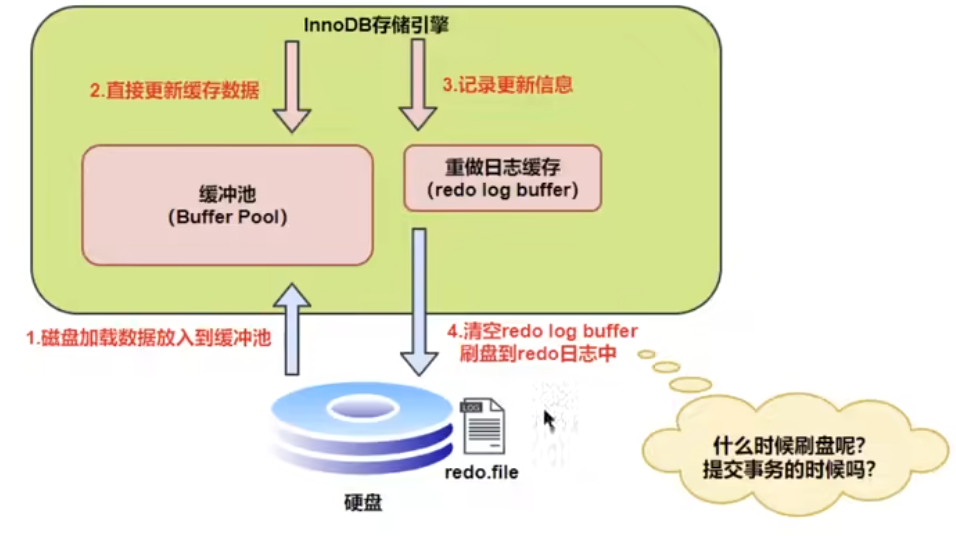 InnoDB存储引擎
2.直接更新缓存数据
3.记录更新信息
缓冲池
（Buffer Pool）
重做日志缓存
（redo log buffer）
1.磁盘加载数据放入到缓冲池
4.清空redo log buffer
刷盘到redo日志中
LOG
redo.file
硬盘
什么时候刷盘呢？
提交事务的时候吗？